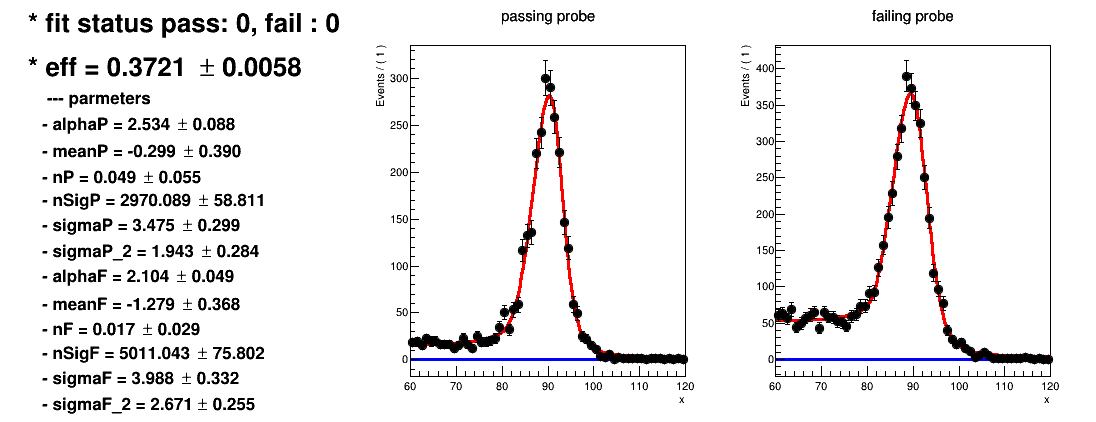 * fit status pass: 0, fail : 0
* eff = 0.3721 ± 0.0058
--- parmeters
- alphaP = 2.534 ± 0.088
- meanP = -0.299 ± 0.390
- nP = 0.049 ± 0.055
- nSigP = 2970.089 ± 58.811
- sigmaP = 3.475 ± 0.299
- sigmaP_2 = 1.943 ± 0.284
- alphaF = 2.104 ± 0.049
- meanF = -1.279 ± 0.368
- nF = 0.017 ± 0.029
- nSigF = 5011.043 ± 75.802
- sigmaF = 3.988 ± 0.332
- sigmaF_2 = 2.671 ± 0.255
passing probe
Events / ( 1 )
300
250
200
150
100
50
0
60 70 80 90 100 110 120
x
failing probe
Events / ( 1 )
400
350
300
250
200
150
100
50
0
60 70 80 90 100 110 120
x